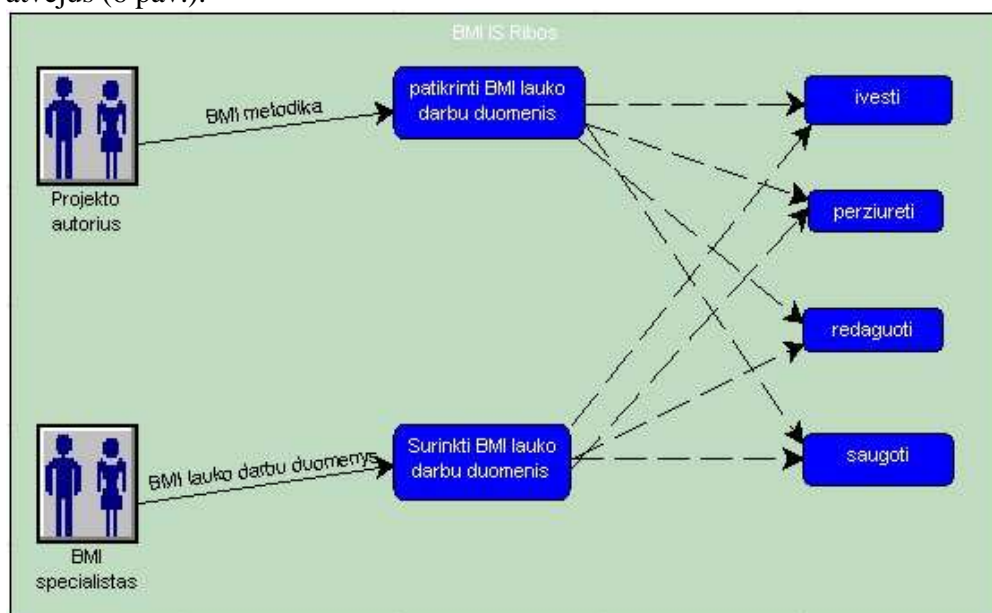 atvejus (8 pav.).
BMI IS Ribos
BMI metodika
patikrinti BMI lauko
darbu duomenis
ivesti
Projekto
autorius
perziureti
redaguoti
BMI lauko darbu duomenys
Surinkti BMI lauko
darbu duomenis
saugoti
BMI
specialistas